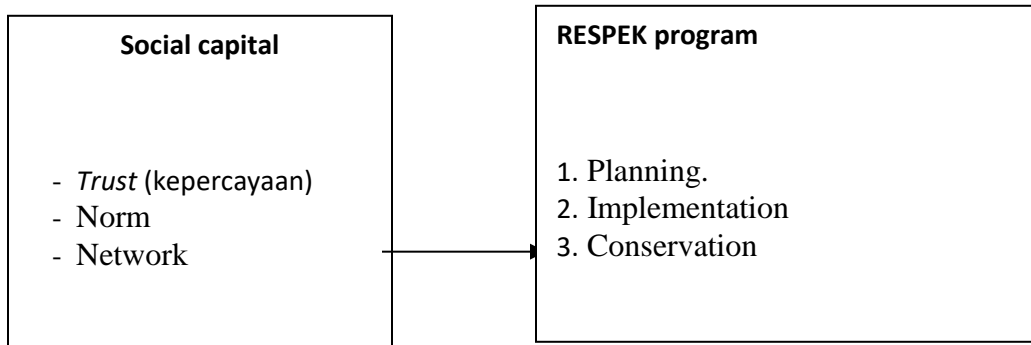 Social capital
- Trust (kepercayaan)
- Norm
- Network
RESPEK program
1. Planning.
2. Implementation
3. Conservation